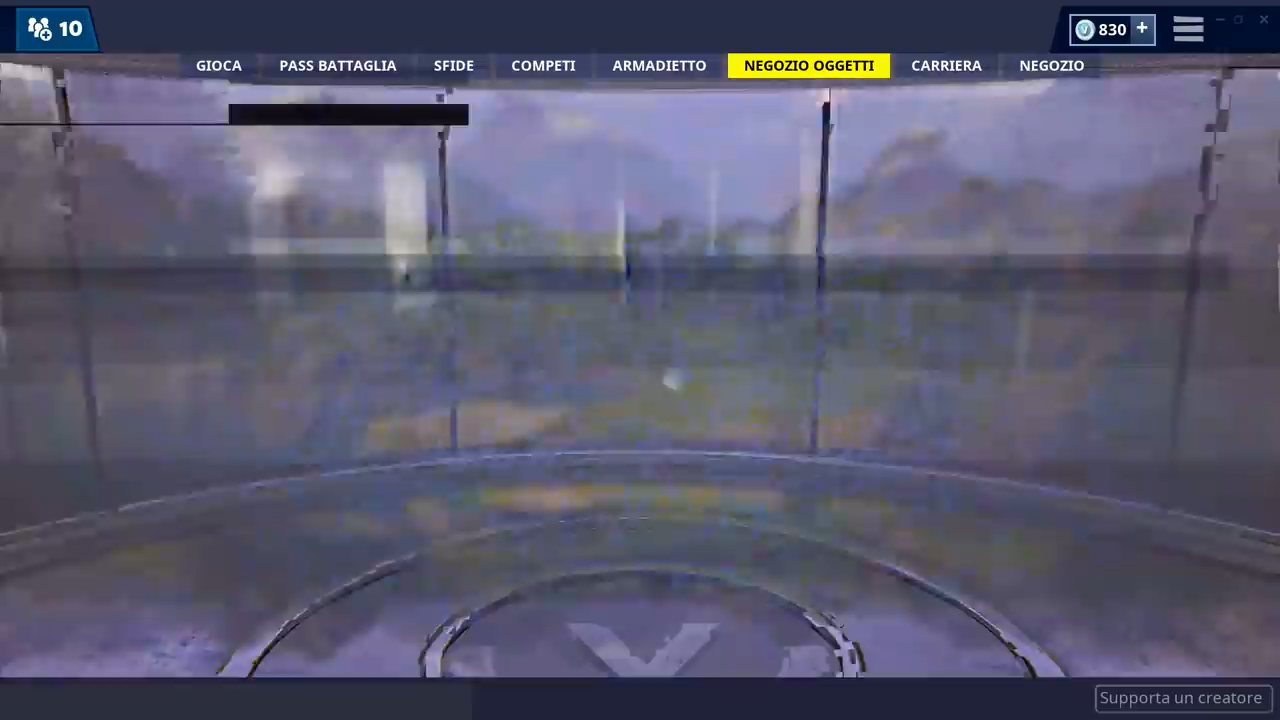 10
830 +
GIOCA PASS BATTAGLIA SFIDE COMPETI ARMADIETTO NEGOZIO OGGETTI CARRIERA NEGOZIO
Supporta un creatore